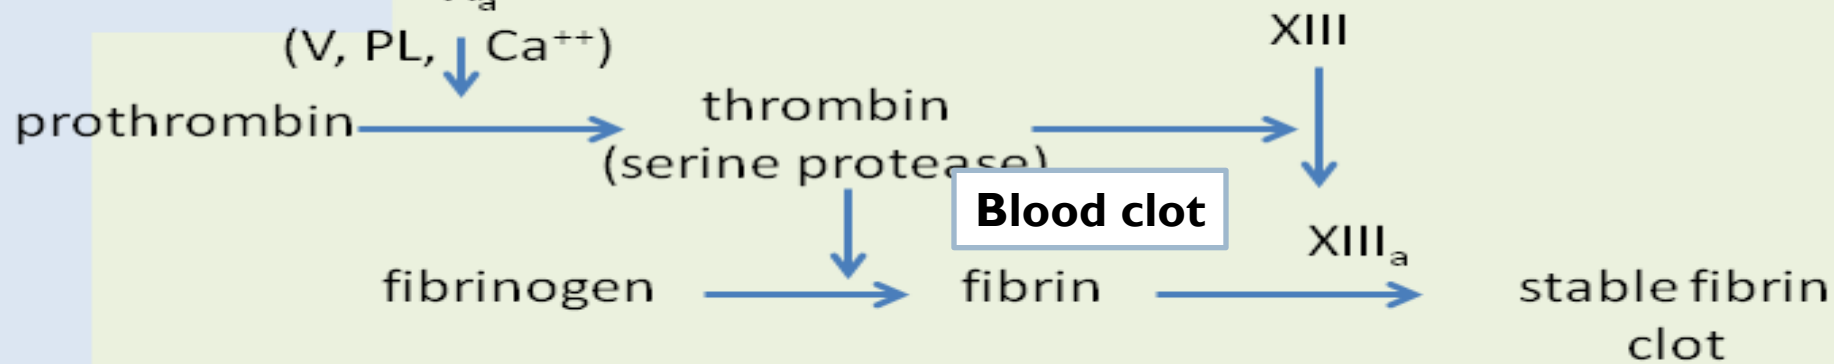 (V, PL, Ca⁺⁺)
XIII
prothrombin
thrombin
(serine protease)
Blood clot
XIIIₐ
fibrinogen
fibrin
stable fibrin
clot